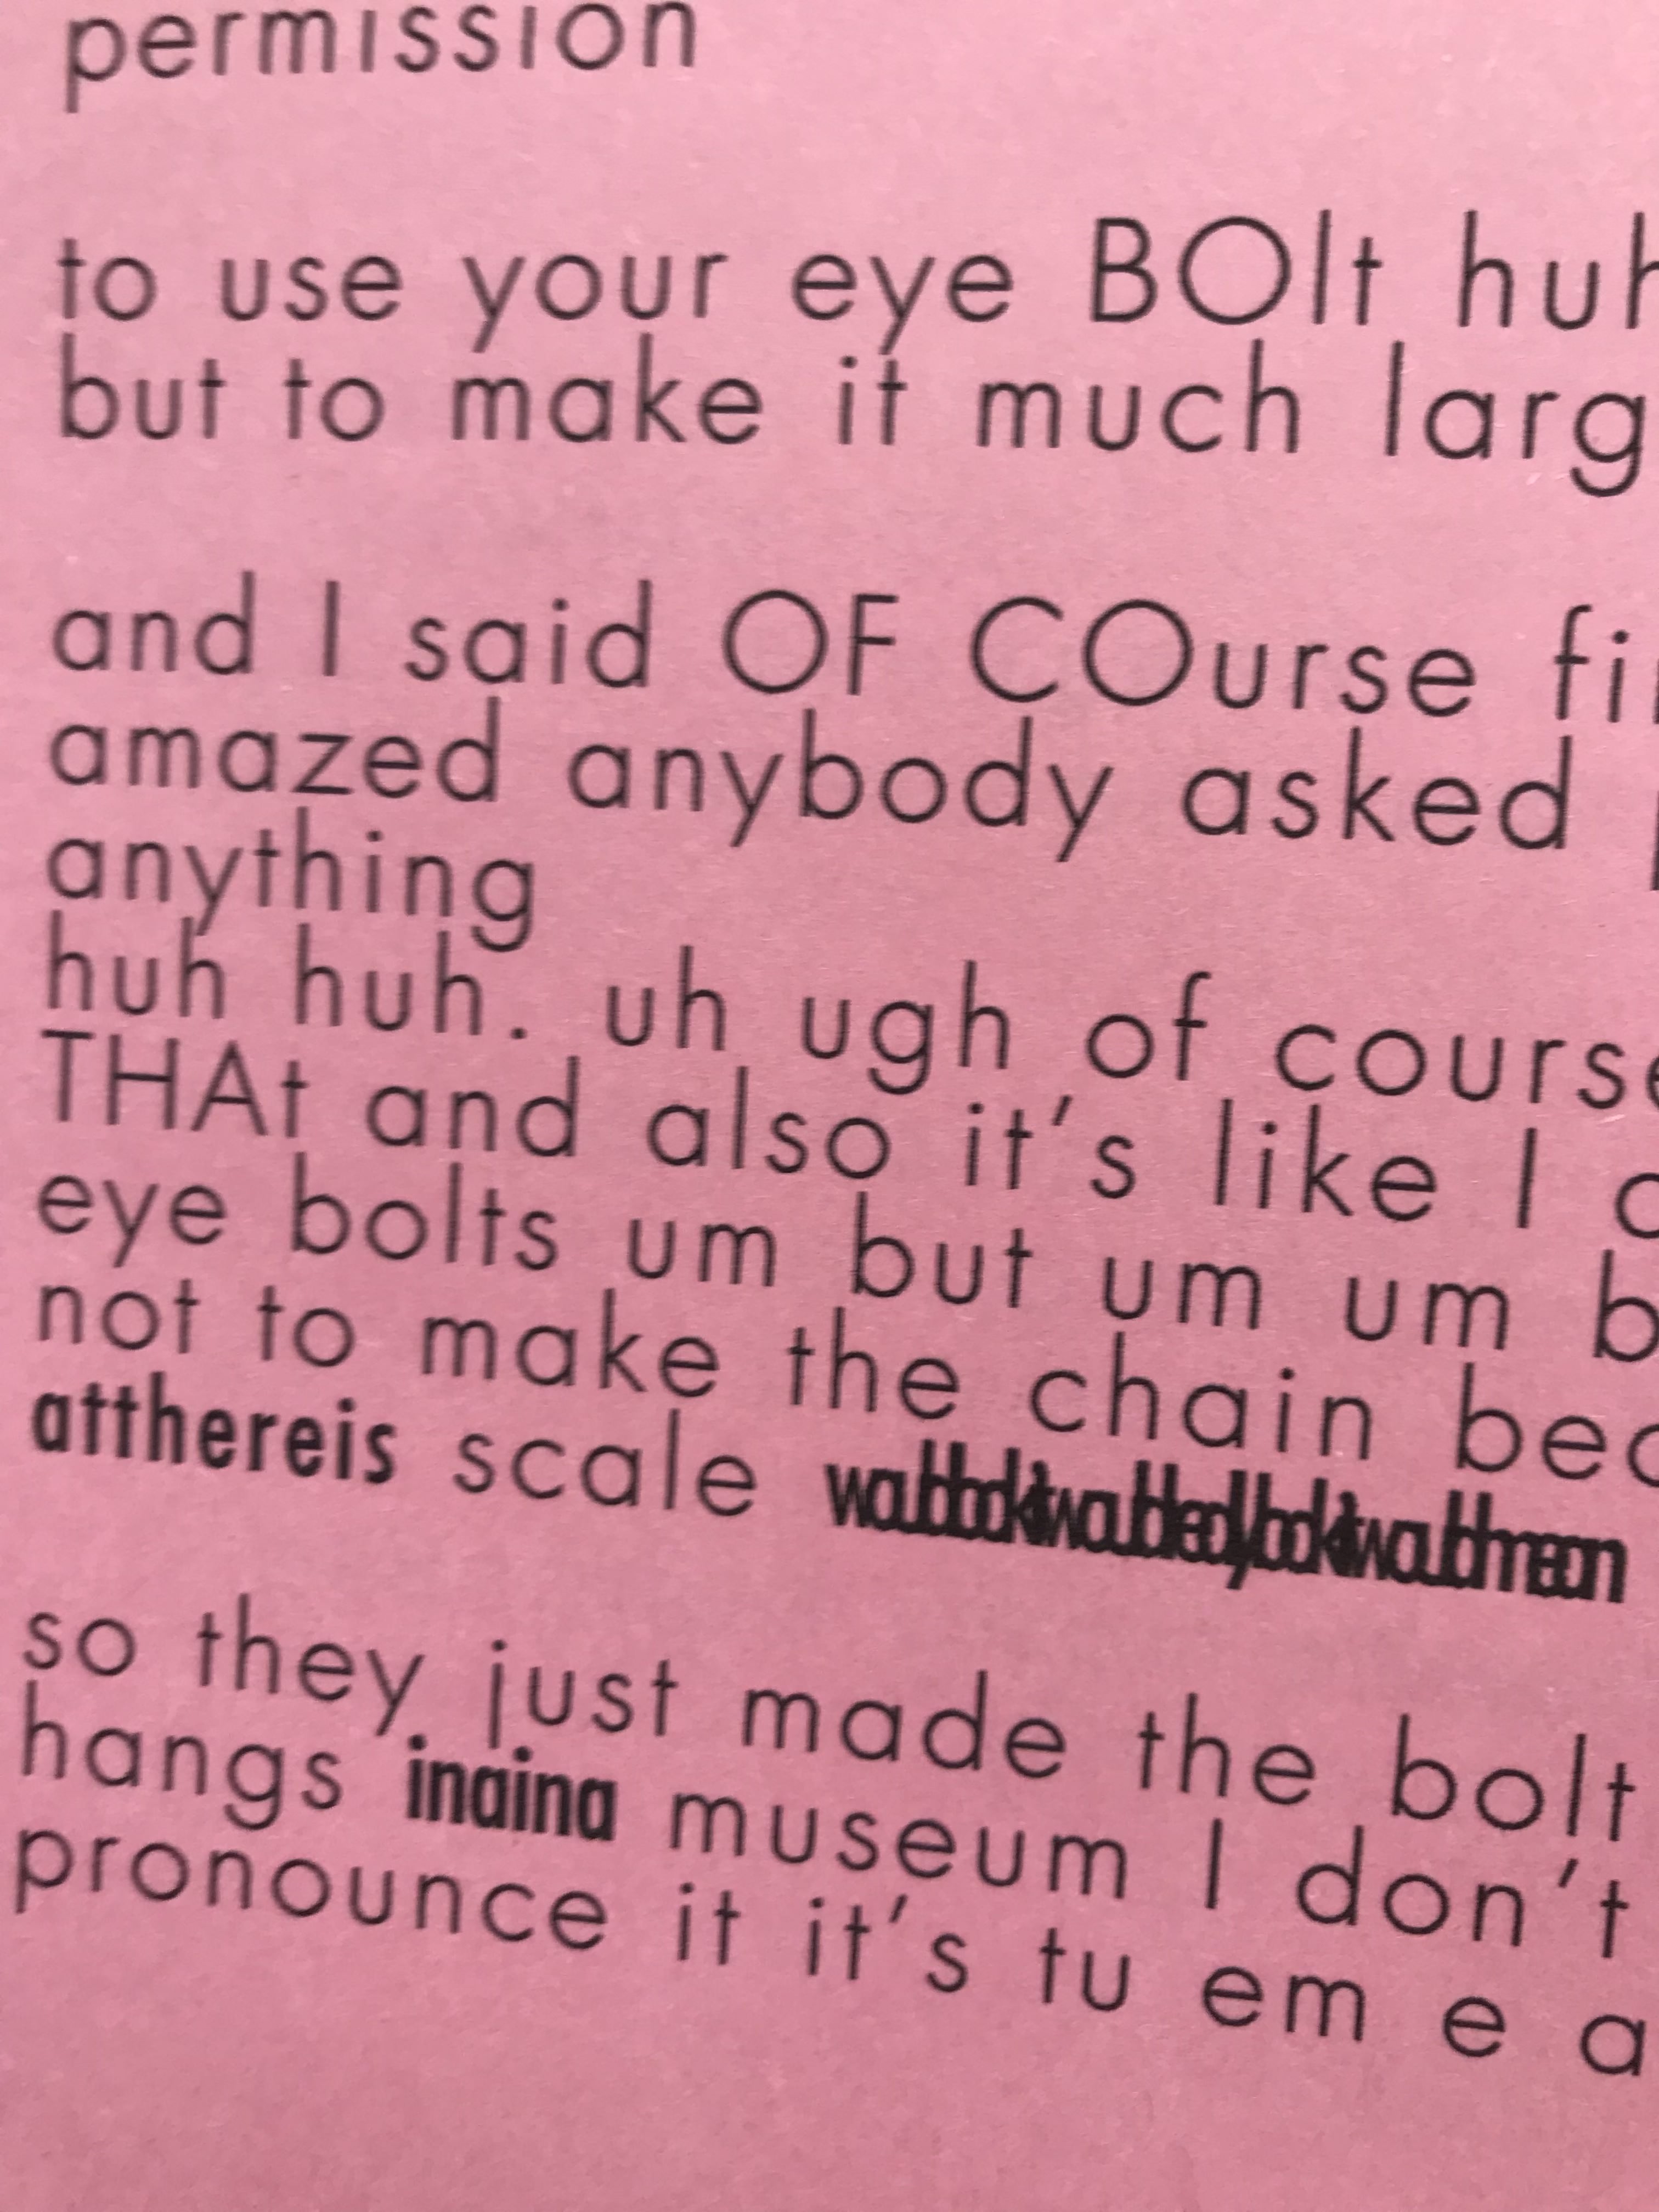 permission
to use your eye BOlt huh
but to make it much larg
and I said OF COurse fi
amazed anybody asked
anything
huh huh. uh ugh of course
THAt and also it's like I
eye bolts um but um um b
not to make the chain bec
atthereis scale
so they just made the bolt
hangs inaina museum I don't
pronounce it it's tu em e a